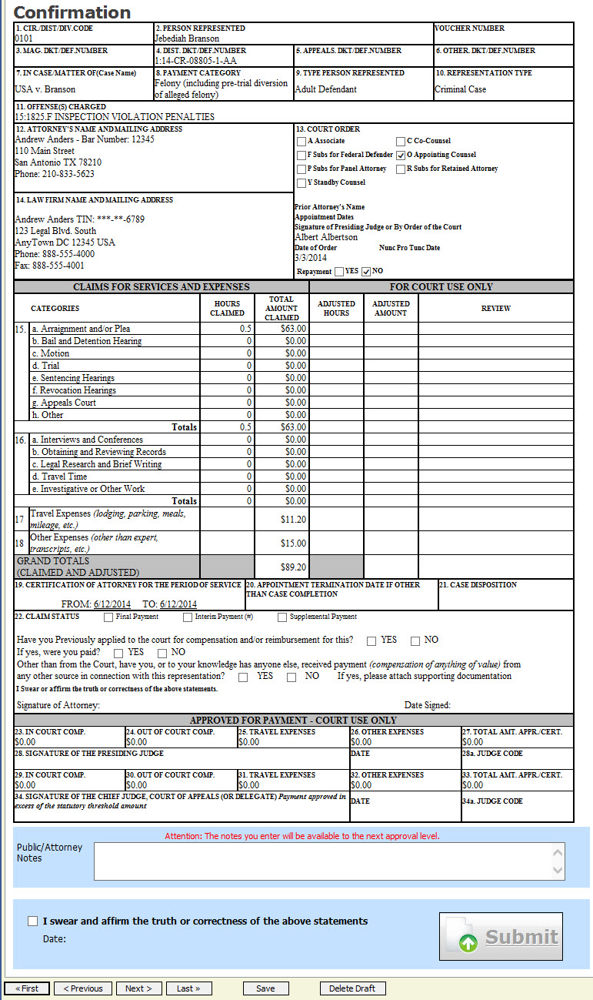 Confirmation
1. CIR./DIST/DIV.CODE
0101
2. PERSON REPRESENTED
Jebediah Branson
VOUCHER NUMBER
3. MAG. DKT/DEF.NUMBER
4. DIST. DKT/DEF.NUMBER
1:14-CR-08805-1-AA
5. APPEALS. DKT/DEF.NUMBER
6. OTHER. DKT/DEF.NUMBER
7. IN CASE/MATTER OF(Case Name)
USA v. Branson
8. PAYMENT CATEGORY
Felony (including pre-trial diversion
of alleged felony)
9. TYPE PERSON REPRESENTED
Adult Defendant
10. REPRESENTATION TYPE
Criminal Case
11. OFFENSE(S) CHARGED
15:1825.F INSPECTION VIOLATION PENALTIES
12. ATTORNEY'S NAME AND MAILING ADDRESS
Andrew Anders - Bar Number: 12345
110 Main Street
San Antonio TX 78210
Phone: 210-833-5623
13. COURT ORDER
A Associate
C Co-Counsel
F Subs for Federal Defender
O Appointing Counsel
P Subs for Panel Attorney
R Subs for Retained Attorney
Y Standby Counsel
14. LAW FIRM NAME AND MAILING ADDRESS
Andrew Anders TIN: ***-**-6789
123 Legal Blvd. South
AnyTown DC 12345 USA
Phone: 888-555-4000
Fax: 888-555-4001
Prior Attorney's Name
Appointment Dates
Signature of Presiding Judge or By Order of the Court
Albert Albertson
Date of Order Nunc Pro Tunc Date
3/3/2014
Repayment YES NO
CLAIMS FOR SERVICES AND EXPENSES
FOR COURT USE ONLY
CATEGORIES
HOURS
CLAIMED
TOTAL
AMOUNT
CLAIMED
ADJUSTED
HOURS
ADJUSTED
AMOUNT
REVIEW
15. a. Arraignment and/or Plea 0.5 $63.00
b. Bail and Detention Hearing 0 $0.00
c. Motion 0 $0.00
d. Trial 0 $0.00
e. Sentencing Hearings 0 $0.00
f. Revocation Hearings 0 $0.00
g. Appeals Court 0 $0.00
h. Other 0 $0.00
Totals 0.5 $63.00
16. a. Interviews and Conferences 0 $0.00
b. Obtaining and Reviewing Records 0 $0.00
c. Legal Research and Brief Writing 0 $0.00
d. Travel Time 0 $0.00
e. Investigative or Other Work 0 $0.00
Totals 0 $0.00
17 Travel Expenses (lodging, parking, meals,
mileage, etc.) $11.20
18 Other Expenses (other than expert,
transcripts, etc.) $15.00
GRAND TOTALS
(CLAIMED AND ADJUSTED) $89.20
19. CERTIFICATION OF ATTORNEY FOR THE PERIOD OF SERVICE
FROM: 6/12/2014 TO: 6/12/2014
20. APPOINTMENT TERMINATION DATE IF OTHER
THAN CASE COMPLETION
21. CASE DISPOSITION
22. CLAIM STATUS Final Payment Interim Payment (#) Supplemental Payment
Have you Previously applied to the court for compensation and/or reimbursement for this? YES NO
If yes, were you paid? YES NO
Other than from the Court, have you, or to your knowledge has anyone else, received payment (compensation of anything of value) from
any other source in connection with this representation? YES NO If yes, please attach supporting documentation
I Swear or affirm the truth or correctness of the above statements.
Signature of Attorney: Date Signed:
APPROVED FOR PAYMENT - COURT USE ONLY
23. IN COURT COMP.
$0.00
24. OUT OF COURT COMP.
$0.00
25. TRAVEL EXPENSES
$0.00
26. OTHER EXPENSES
$0.00
27. TOTAL AMT. APPR./CERT.
$0.00
28. SIGNATURE OF THE PRESIDING JUDGE
DATE
28a. JUDGE CODE
29. IN COURT COMP.
$0.00
30. OUT OF COURT COMP.
$0.00
31. TRAVEL EXPENSES
$0.00
32. OTHER EXPENSES
$0.00
33. TOTAL AMT. APPR./CERT.
$0.00
34. SIGNATURE OF THE CHIEF JUDGE, COURT OF APPEALS (OR DELEGATE) Payment approved in
excess of the statutory threshold amount
DATE
34a. JUDGE CODE
Attention: The notes you enter will be available to the next approval level.
Public/Attorney
Notes
I swear and affirm the truth or correctness of the above statements
Date:
Submit
« First
< Previous
Next >
Last »
Save
Delete Draft